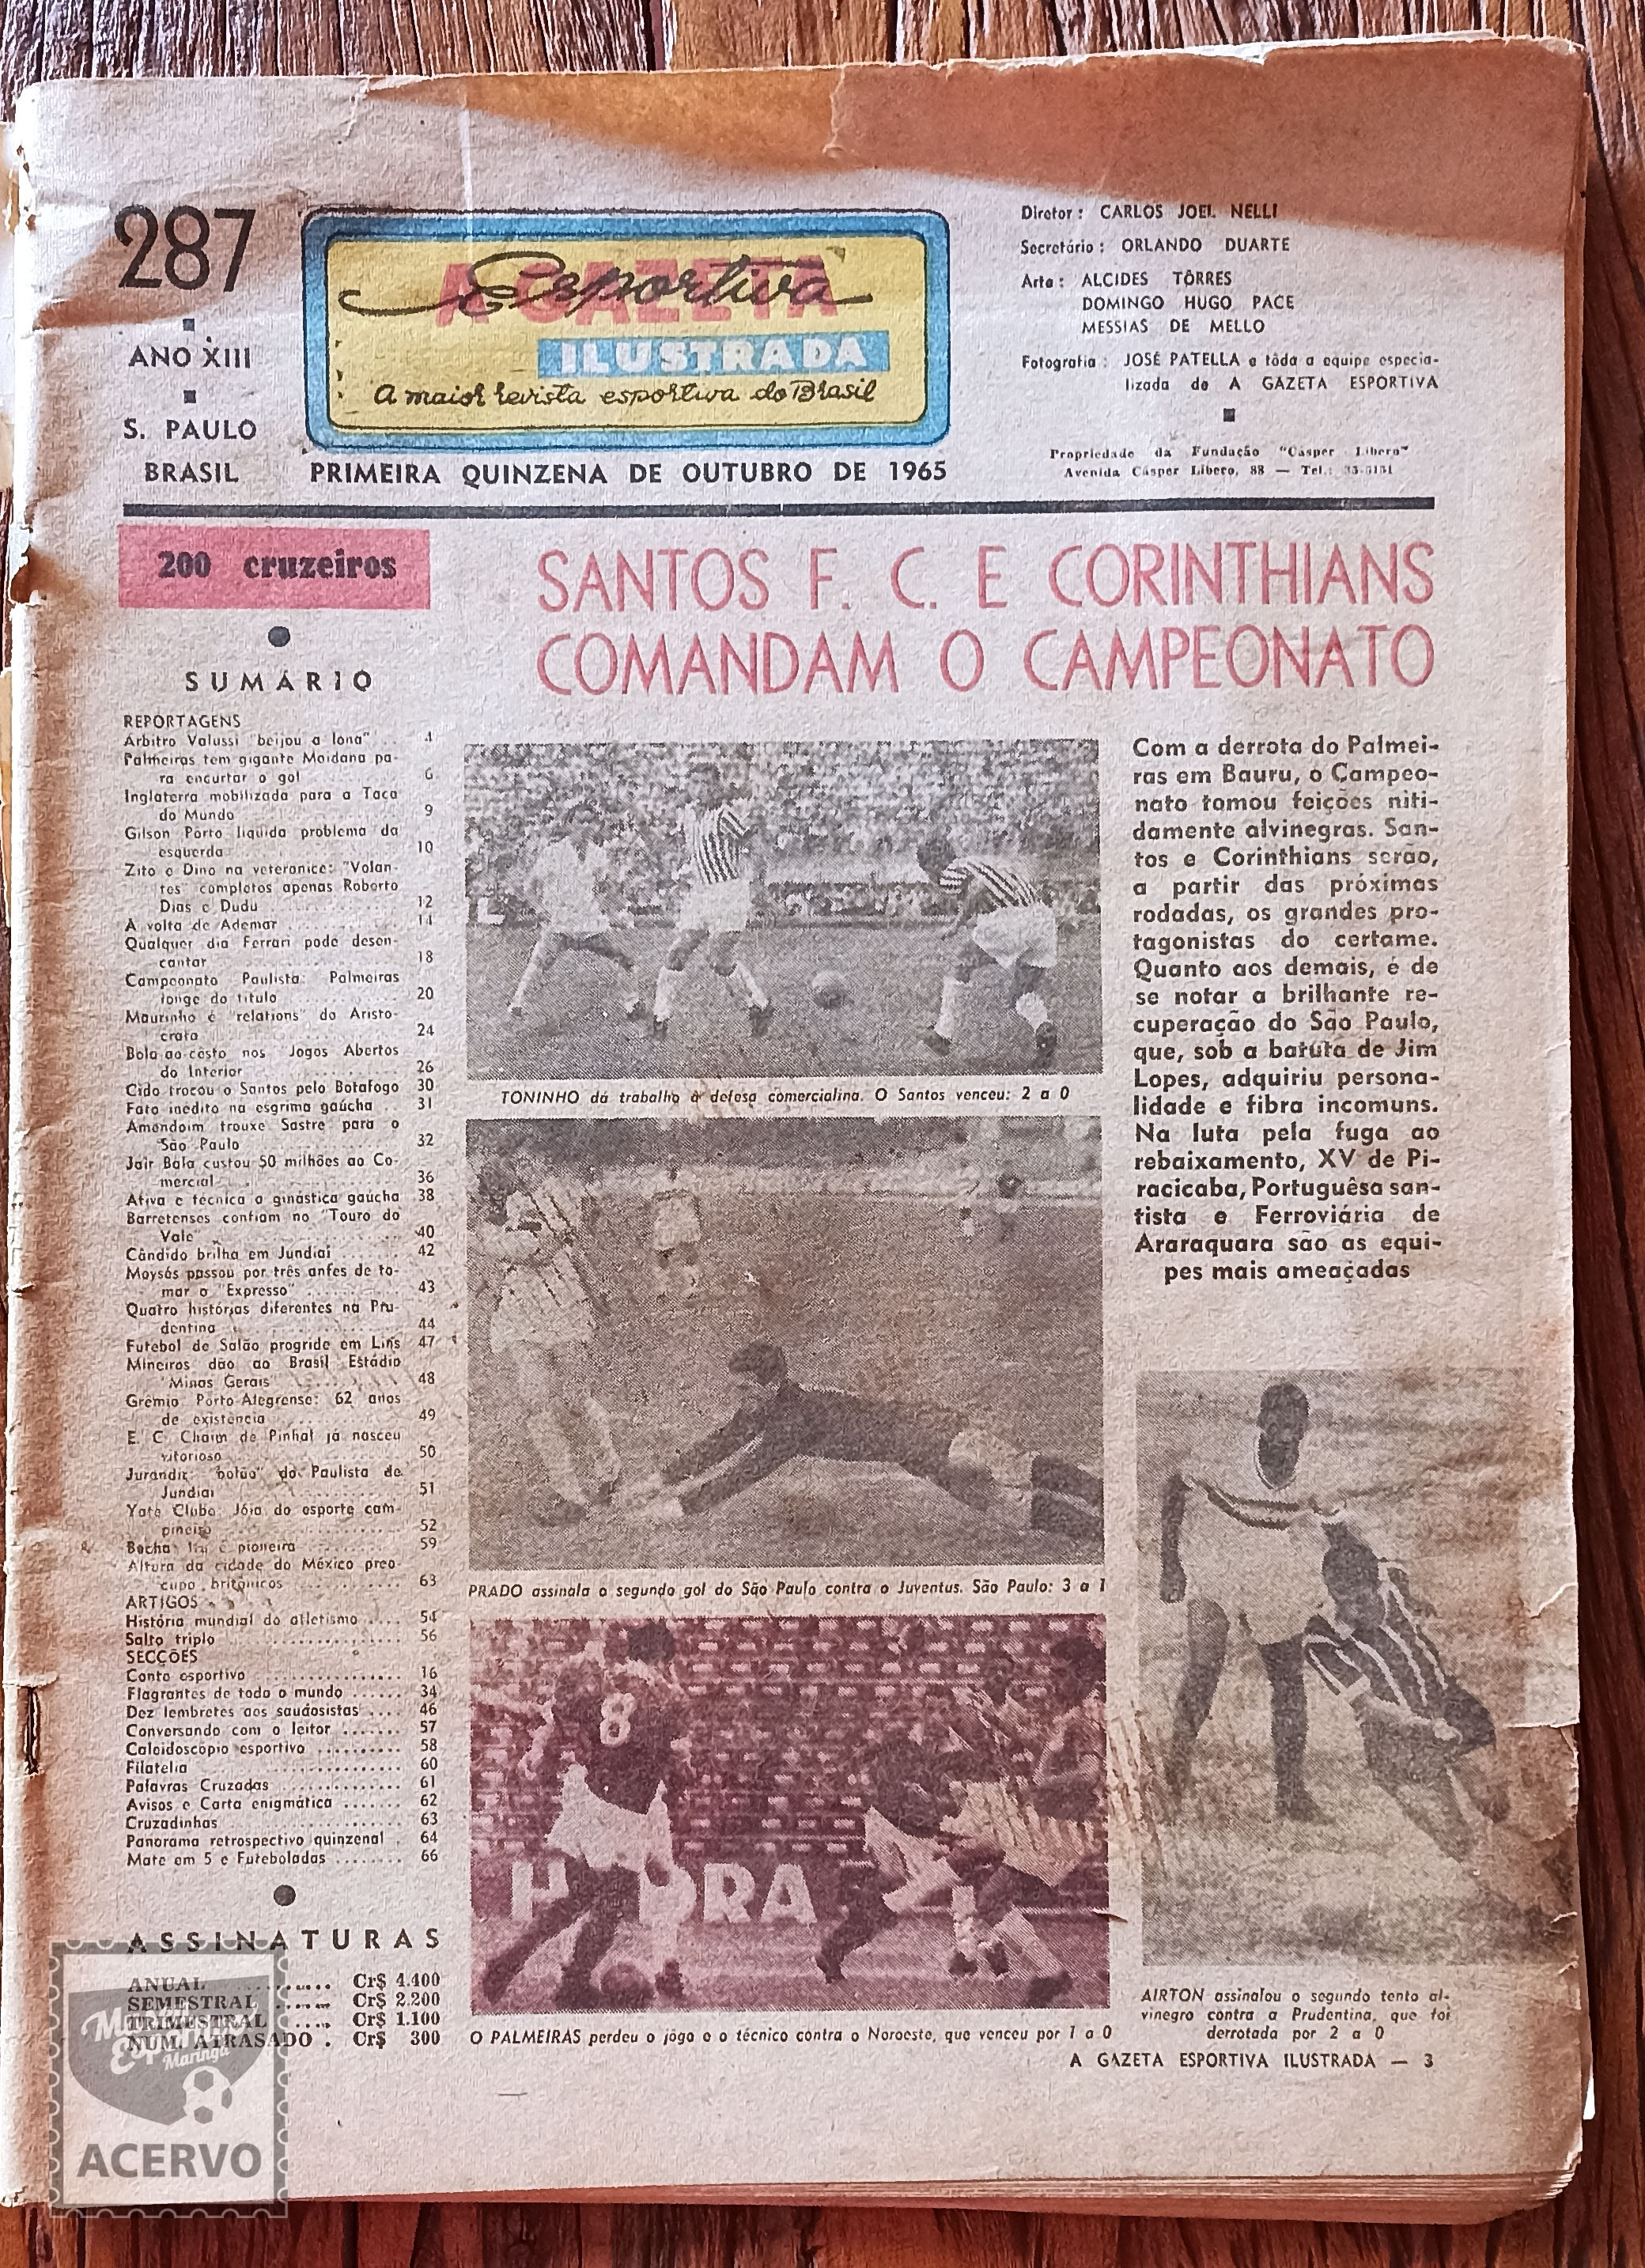 287
ANO XIII
S. PAULO
BRASIL
A GAZETA
Esportiva
ILUSTRADA
A maior revista esportiva do Brasil
PRIMEIRA QUINZENA DE OUTUBRO DE 1965
Diretor : CARLOS JOEL NELLI
Secretário : ORLANDO DUARTE
Arte : ALCIDES TÔRRES
DOMINGO HUGO PACE
MESSIAS DE MELLO
Fotografia : JOSÉ PATELLA e tôda a equipe especia-
lizada de A GAZETA ESPORTIVA
Propriedade da Fundação "Cásper Líbero"
Avenida Cásper Líbero, 88 — Tel.:
200 cruzeiros
SUMÁRIO
REPORTAGENS
Árbitro Valussi "beijou a lona" .. 4
Palmeiras tem gigante Maidana pa-
ra encurtar o gol 6
Inglaterra mobilizada para a Taça
do Mundo 9
Gilson Pôrto liquida problema da
esquerda 10
Zito e Dino na veteranice: "Volan-
tes" completos apenas Roberto
Dias e Dudu .......... 12
A volta de Ademar .......... 14
Qualquer dia Ferrari pode desen-
cantar 18
Campeonato Paulista: Palmeiras
longe do título .......... 20
Maurinho é "relations" do Aristo-
crata 24
Bola ao cêsto nos "Jogos Abertos
do Interior .......... 26
Cido trocou o Santos pelo Botafogo 30
Fato inédito na esgrima gaúcha . 31
Amendoim trouxe Sastre para o
São Paulo .......... 32
Jair Bala custou 50 milhões ao Co-
mercial .......... 36
Ativa e técnica a ginástica gaúcha 38
Barretenses confiam no "Touro do
Vale" .......... 40
Cândido brilha em Jundiaí ...... 42
Moysés passou por três antes de to-
mar o "Expresso" .......... 43
Quatro histórias diferentes na Pru-
dentina .......... 44
Futebol de Salão progride em Lins 47
Mineiros dão ao Brasil Estádio
"Minas Gerais" .......... 48
Grêmio Pôrto Alegrense: 62 anos
de existência .......... 49
E. C. Chaim de Pinhal já nasceu
vitorioso .......... 50
Jurandir: "botão" do Paulista de
Jundiaí .......... 51
Yate Clube: Jóia do esporte cam-
pineiro .......... 52
Bocha: Itu é pioneira .......... 59
Altura da cidade do México preo-
cupa britânicos .......... 63
ARTIGOS
História mundial do atletismo .... 54
Salto triplo .......... 56
SECÇÕES
Conto esportivo .......... 16
Flagrantes de todo o mundo ...... 34
Dez lembretes aos saudosistas .... 46
Conversando com o leitor ....... 57
Caleidoscópio esportivo .......... 58
Filatelia .......... 60
Palavras Cruzadas .......... 61
Avisos e Carta enigmática ....... 62
Cruzadinhas .......... 63
Panorama retrospectivo quinzenal . 64
Mate em 5 e Futeboladas ........ 66
ASSINATURAS
ANUAL .......... Cr$ 4.400
SEMESTRAL ...... Cr$ 2.200
TRIMESTRAL ..... Cr$ 1.100
NUM. ATRASADO . Cr$ 300
SANTOS F. C. E CORINTHIANS
COMANDAM O CAMPEONATO
TONINHO dá trabalho à defesa comercialina. O Santos venceu: 2 a 0
PRADO assinala o segundo gol do São Paulo contra o Juventus. São Paulo: 3 a 1
8
O PALMEIRAS perdeu o jôgo e o técnico contra o Noroeste, que venceu por 1 a 0
Com a derrota do Palmei-
ras em Bauru, o Campeo-
nato tomou feições niti-
damente alvinegras. San-
tos e Corinthians serão,
a partir das próximas
rodadas, os grandes pro-
tagonistas do certame.
Quanto aos demais, é de
se notar a brilhante re-
cuperação do São Paulo,
que, sob a batuta de Jim
Lopes, adquiriu persona-
lidade e fibra incomuns.
Na luta pela fuga ao
rebaixamento, XV de Pi-
racicaba, Portuguêsa san-
tista e Ferroviária de
Araraquara são as equi-
pes mais ameaçadas
AIRTON assinalou o segundo tento al-
vinegro contra a Prudentina, que foi
derrotada por 2 a 0
A GAZETA ESPORTIVA ILUSTRADA — 3
Museu
Esportivo
Maringá
ACERVO